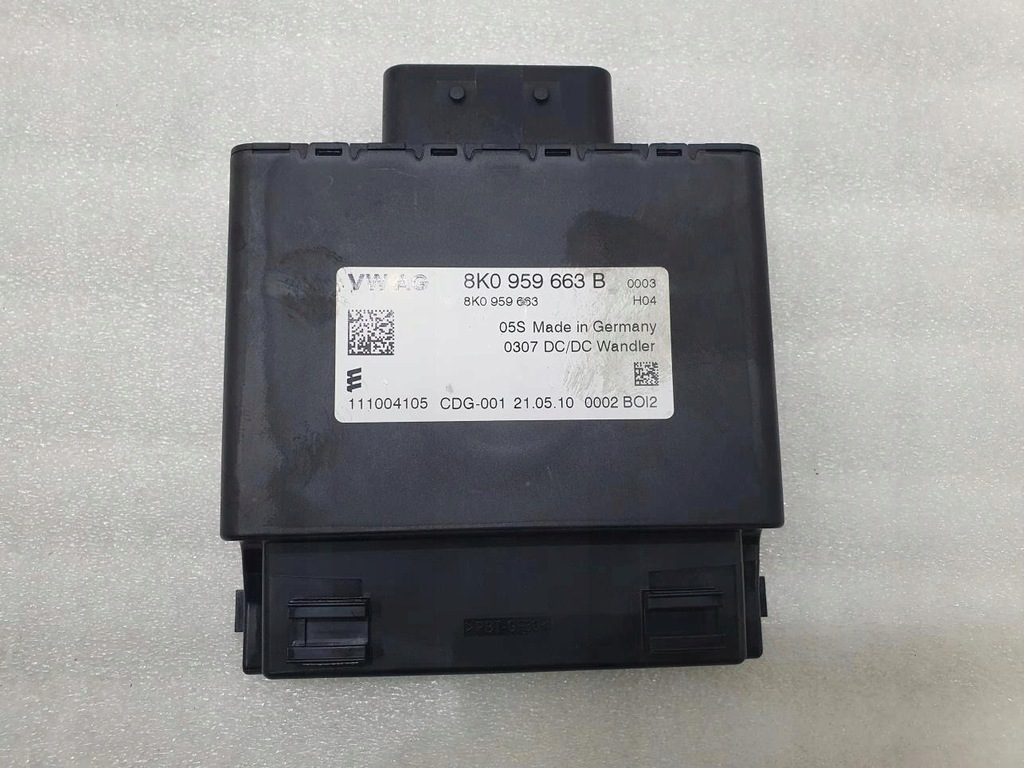 VW AG 8K0 959 663 B 0003
8K0 959 663 H04
05S Made in Germany
0307 DC/DC Wandler
111004105 CDG-001 21.05.10 0002 BOI2